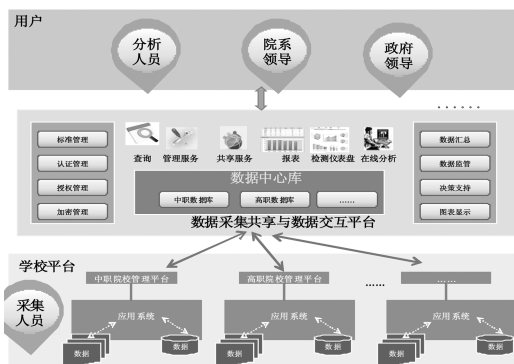 用户
分析
人员
院系
领导
政府
领导
......
标准管理
认证管理
授权管理
加密管理
查询 管理服务 共享服务 报表 检测仪表盘 在线分析
数据汇总
数据监管
决策支持
图表显示
数据中心库
中职数据库 高职数据库 ......
数据采集共享与数据交互平台
学校平台
采集
人员
中职院校管理平台 高职院校管理平台 ...... ......
应用系统 应用系统 应用系统
数据 数据 数据 数据 数据 数据